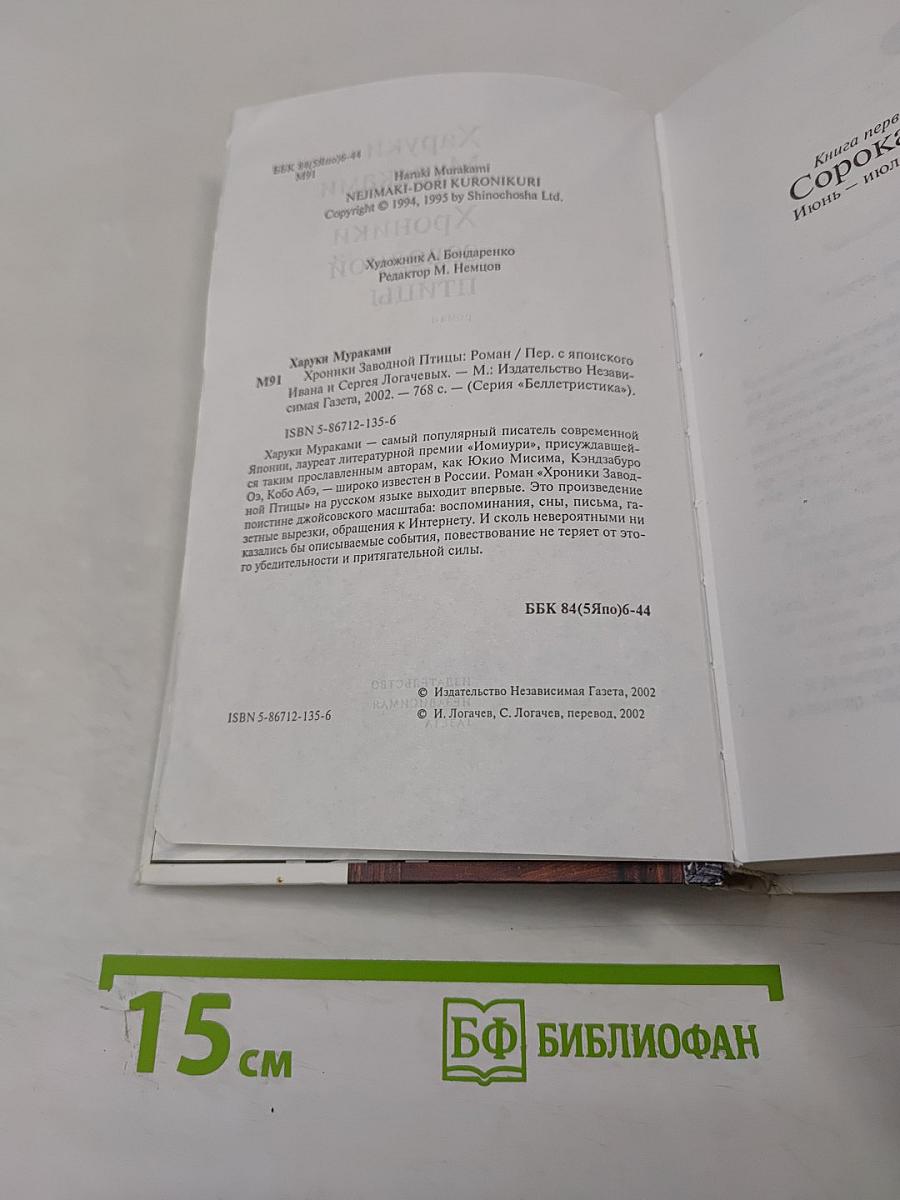 ББК 84(5Япо)6-44
М91
Haruki Murakami
NEJIMAKI-DORI KURONIKURI
Copyright © 1994, 1995 by Shinochosha Ltd.
Художник А. Бондаренко
Редактор М. Немцов
Харуки Мураками
М91 Хроники Заводной Птицы: Роман / Пер. с японского
Ивана и Сергея Логачевых. — М.: Издательство Незави-
симая Газета, 2002. — 768 с. — (Серия «Беллетристика»).
ISBN 5-86712-135-6
Харуки Мураками — самый популярный писатель современной
Японии, лауреат литературной премии «Иомиури», присуждавшей-
ся таким прославленным авторам, как Юкио Мисима, Кэндзабуро
Оэ, Кобо Абэ, — широко известен в России. Роман «Хроники Завод-
ной Птицы» на русском языке выходит впервые. Это произведение
поистине джойсовского масштаба: воспоминания, сны, письма, га-
зетные вырезки, обращения к Интернету. И сколь невероятными ни
казались бы описываемые события, повествование не теряет от это-
го убедительности и притягательной силы.
ББК 84(5Япо)6-44
© Издательство Независимая Газета, 2002
ISBN 5-86712-135-6
© И. Логачев, С. Логачев, перевод, 2002
Книга перв
Сорока
Июнь — июл
15 см
БФ БИБЛИОФАН